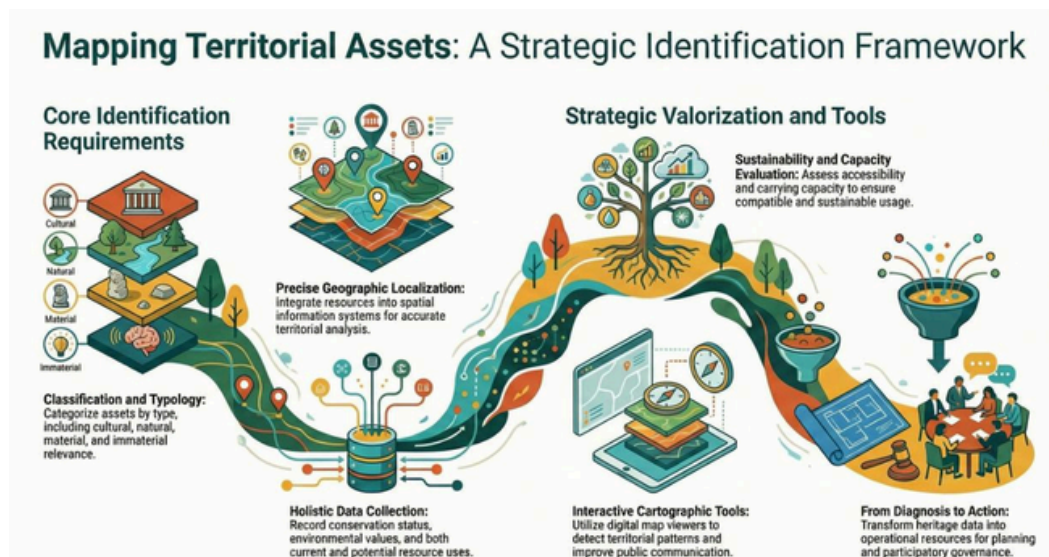 Mapping Territorial Assets: A Strategic Identification Framework
Core Identification
Requirements
Cultural
Natural
Material
Immaterial
Classification and Typology:
Categorize assets by type,
including cultural, natural,
material, and immaterial
relevance.
Precise Geographic Localization:
integrate resources into spatial
information systems for accurate
territorial analysis.
Holistic Data Collection:
Record conservation status,
environmental values, and both
current and potential resource uses.
Strategic Valorization and Tools
Sustainability and Capacity
Evaluation: Assess accessibility
and carrying capacity to ensure
compatible and sustainable usage.
Interactive Cartographic Tools:
Utilize digital map viewers to
detect territorial patterns and
improve public communication.
From Diagnosis to Action:
Transform heritage data into
operational resources for planning
and participatory governance.